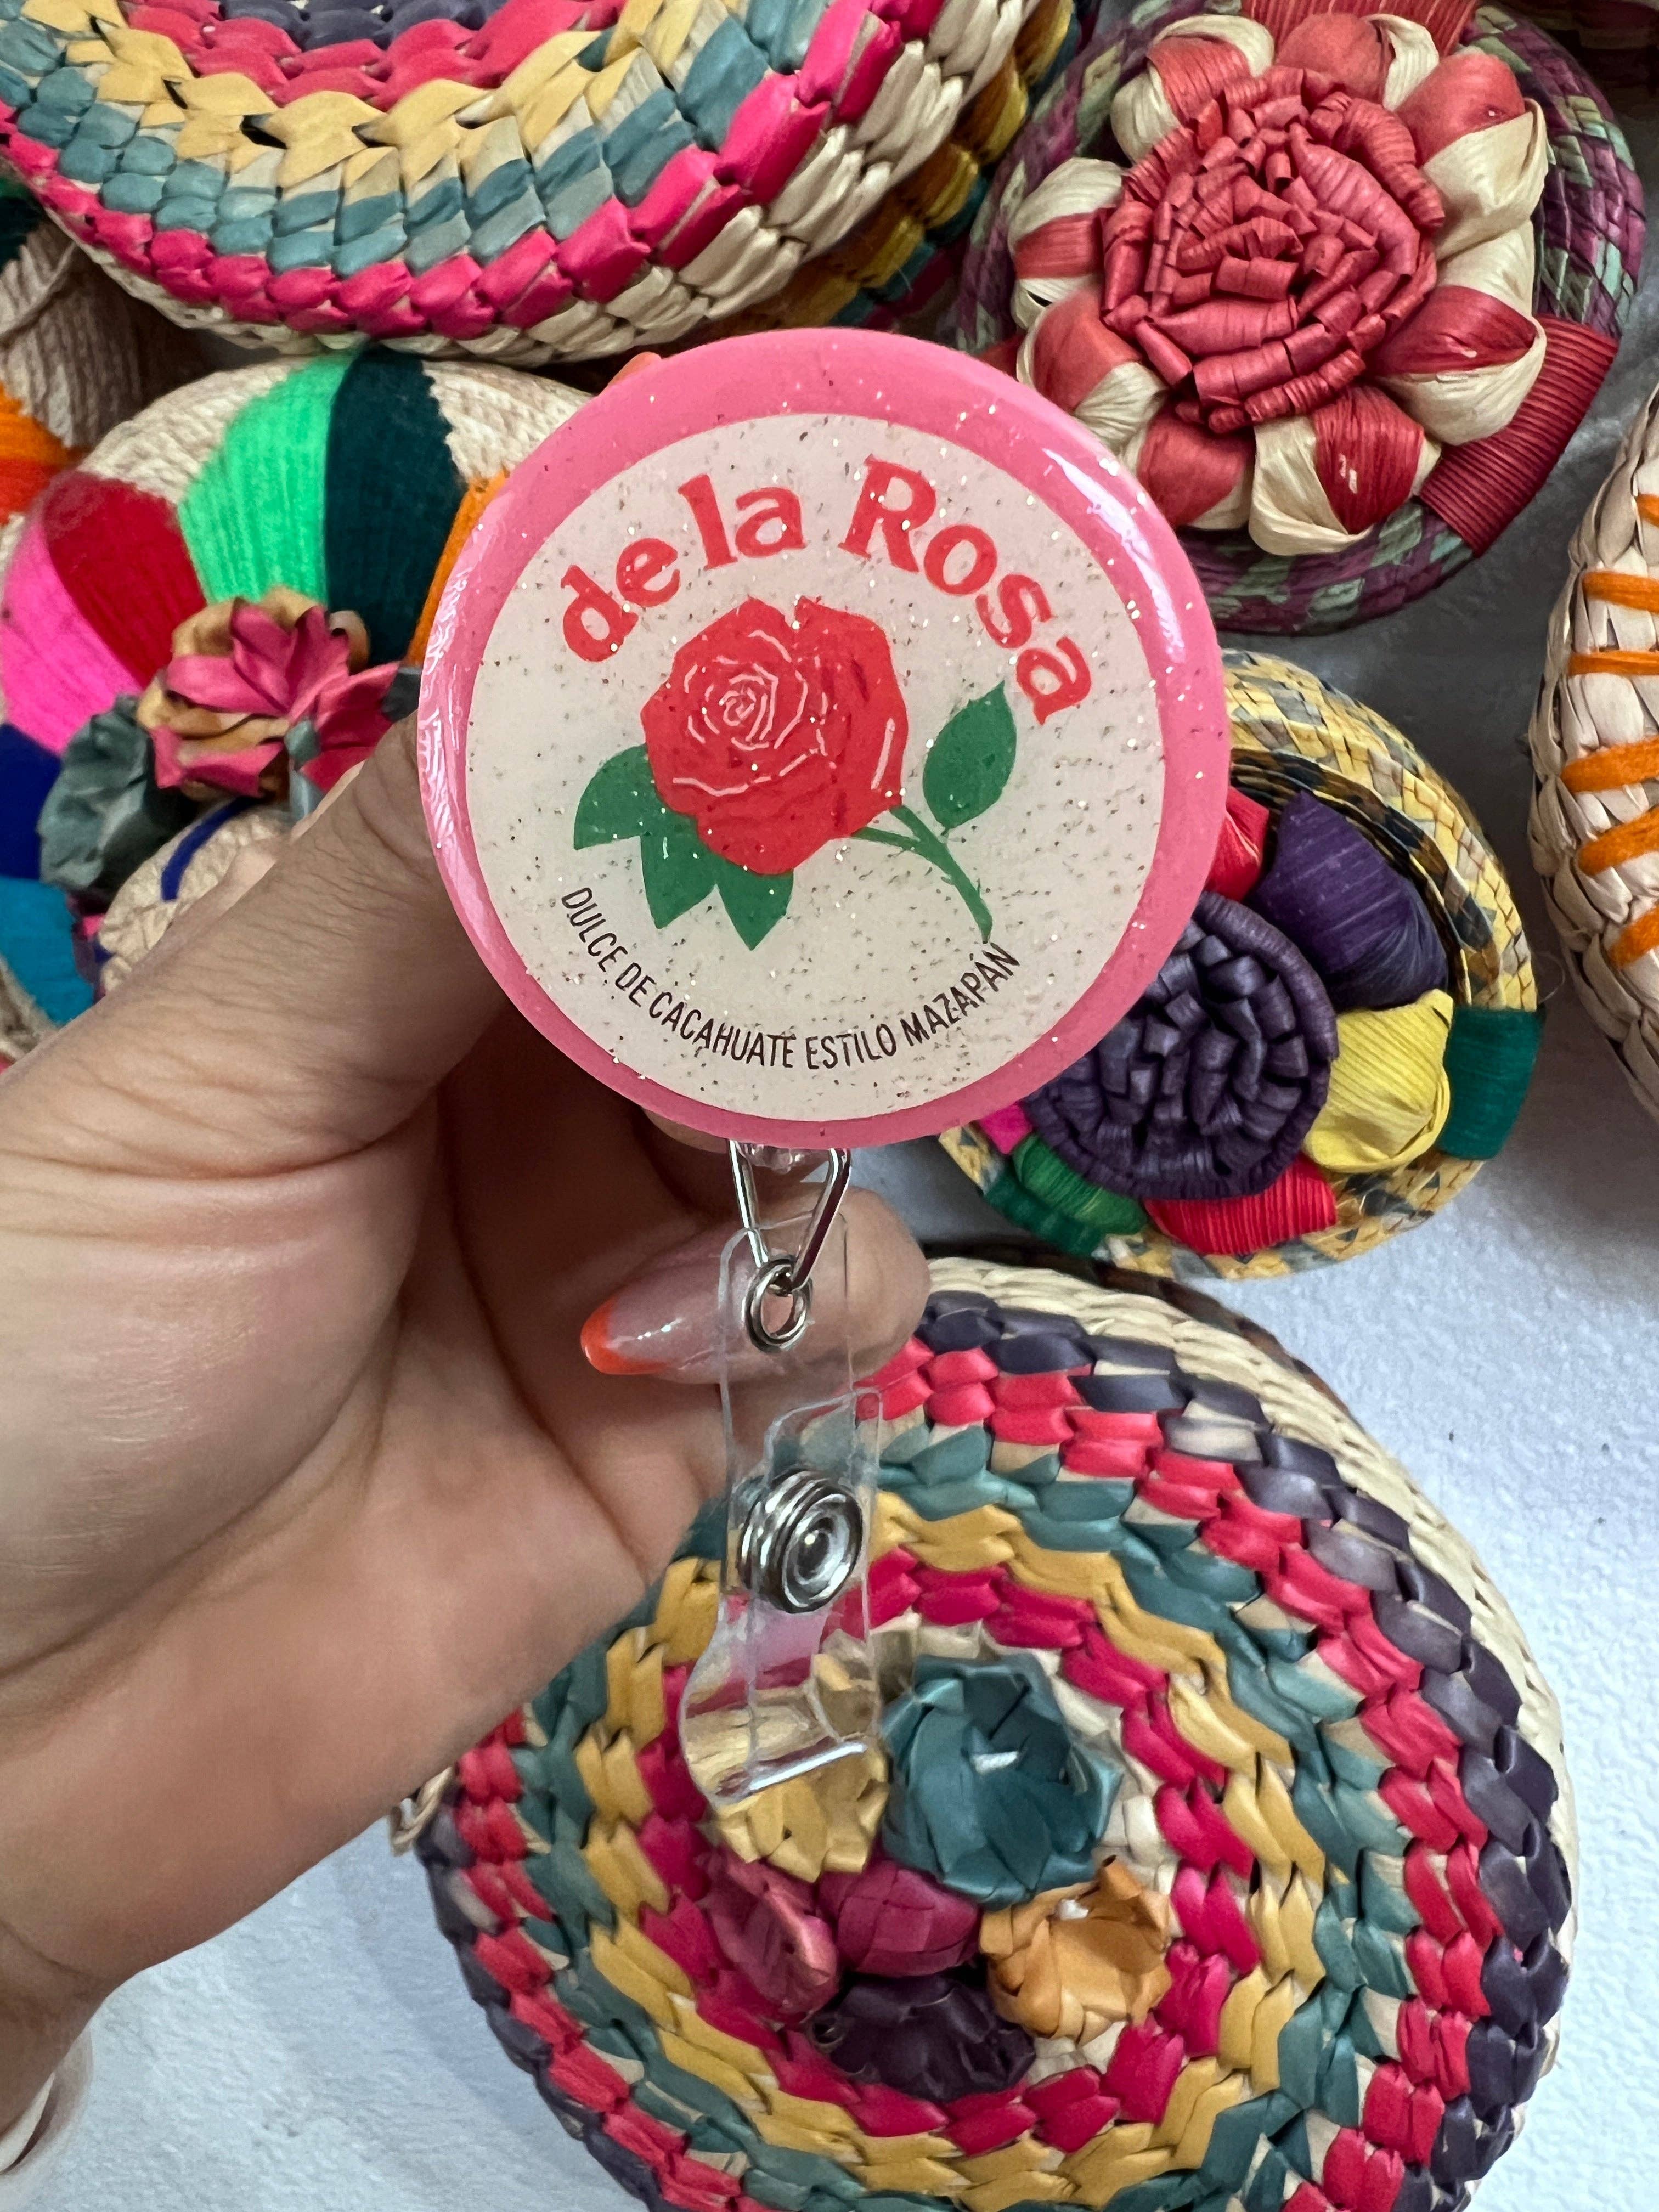 de la Rosa
DULCE DE CACAHUATE ESTILO MAZAPÁN